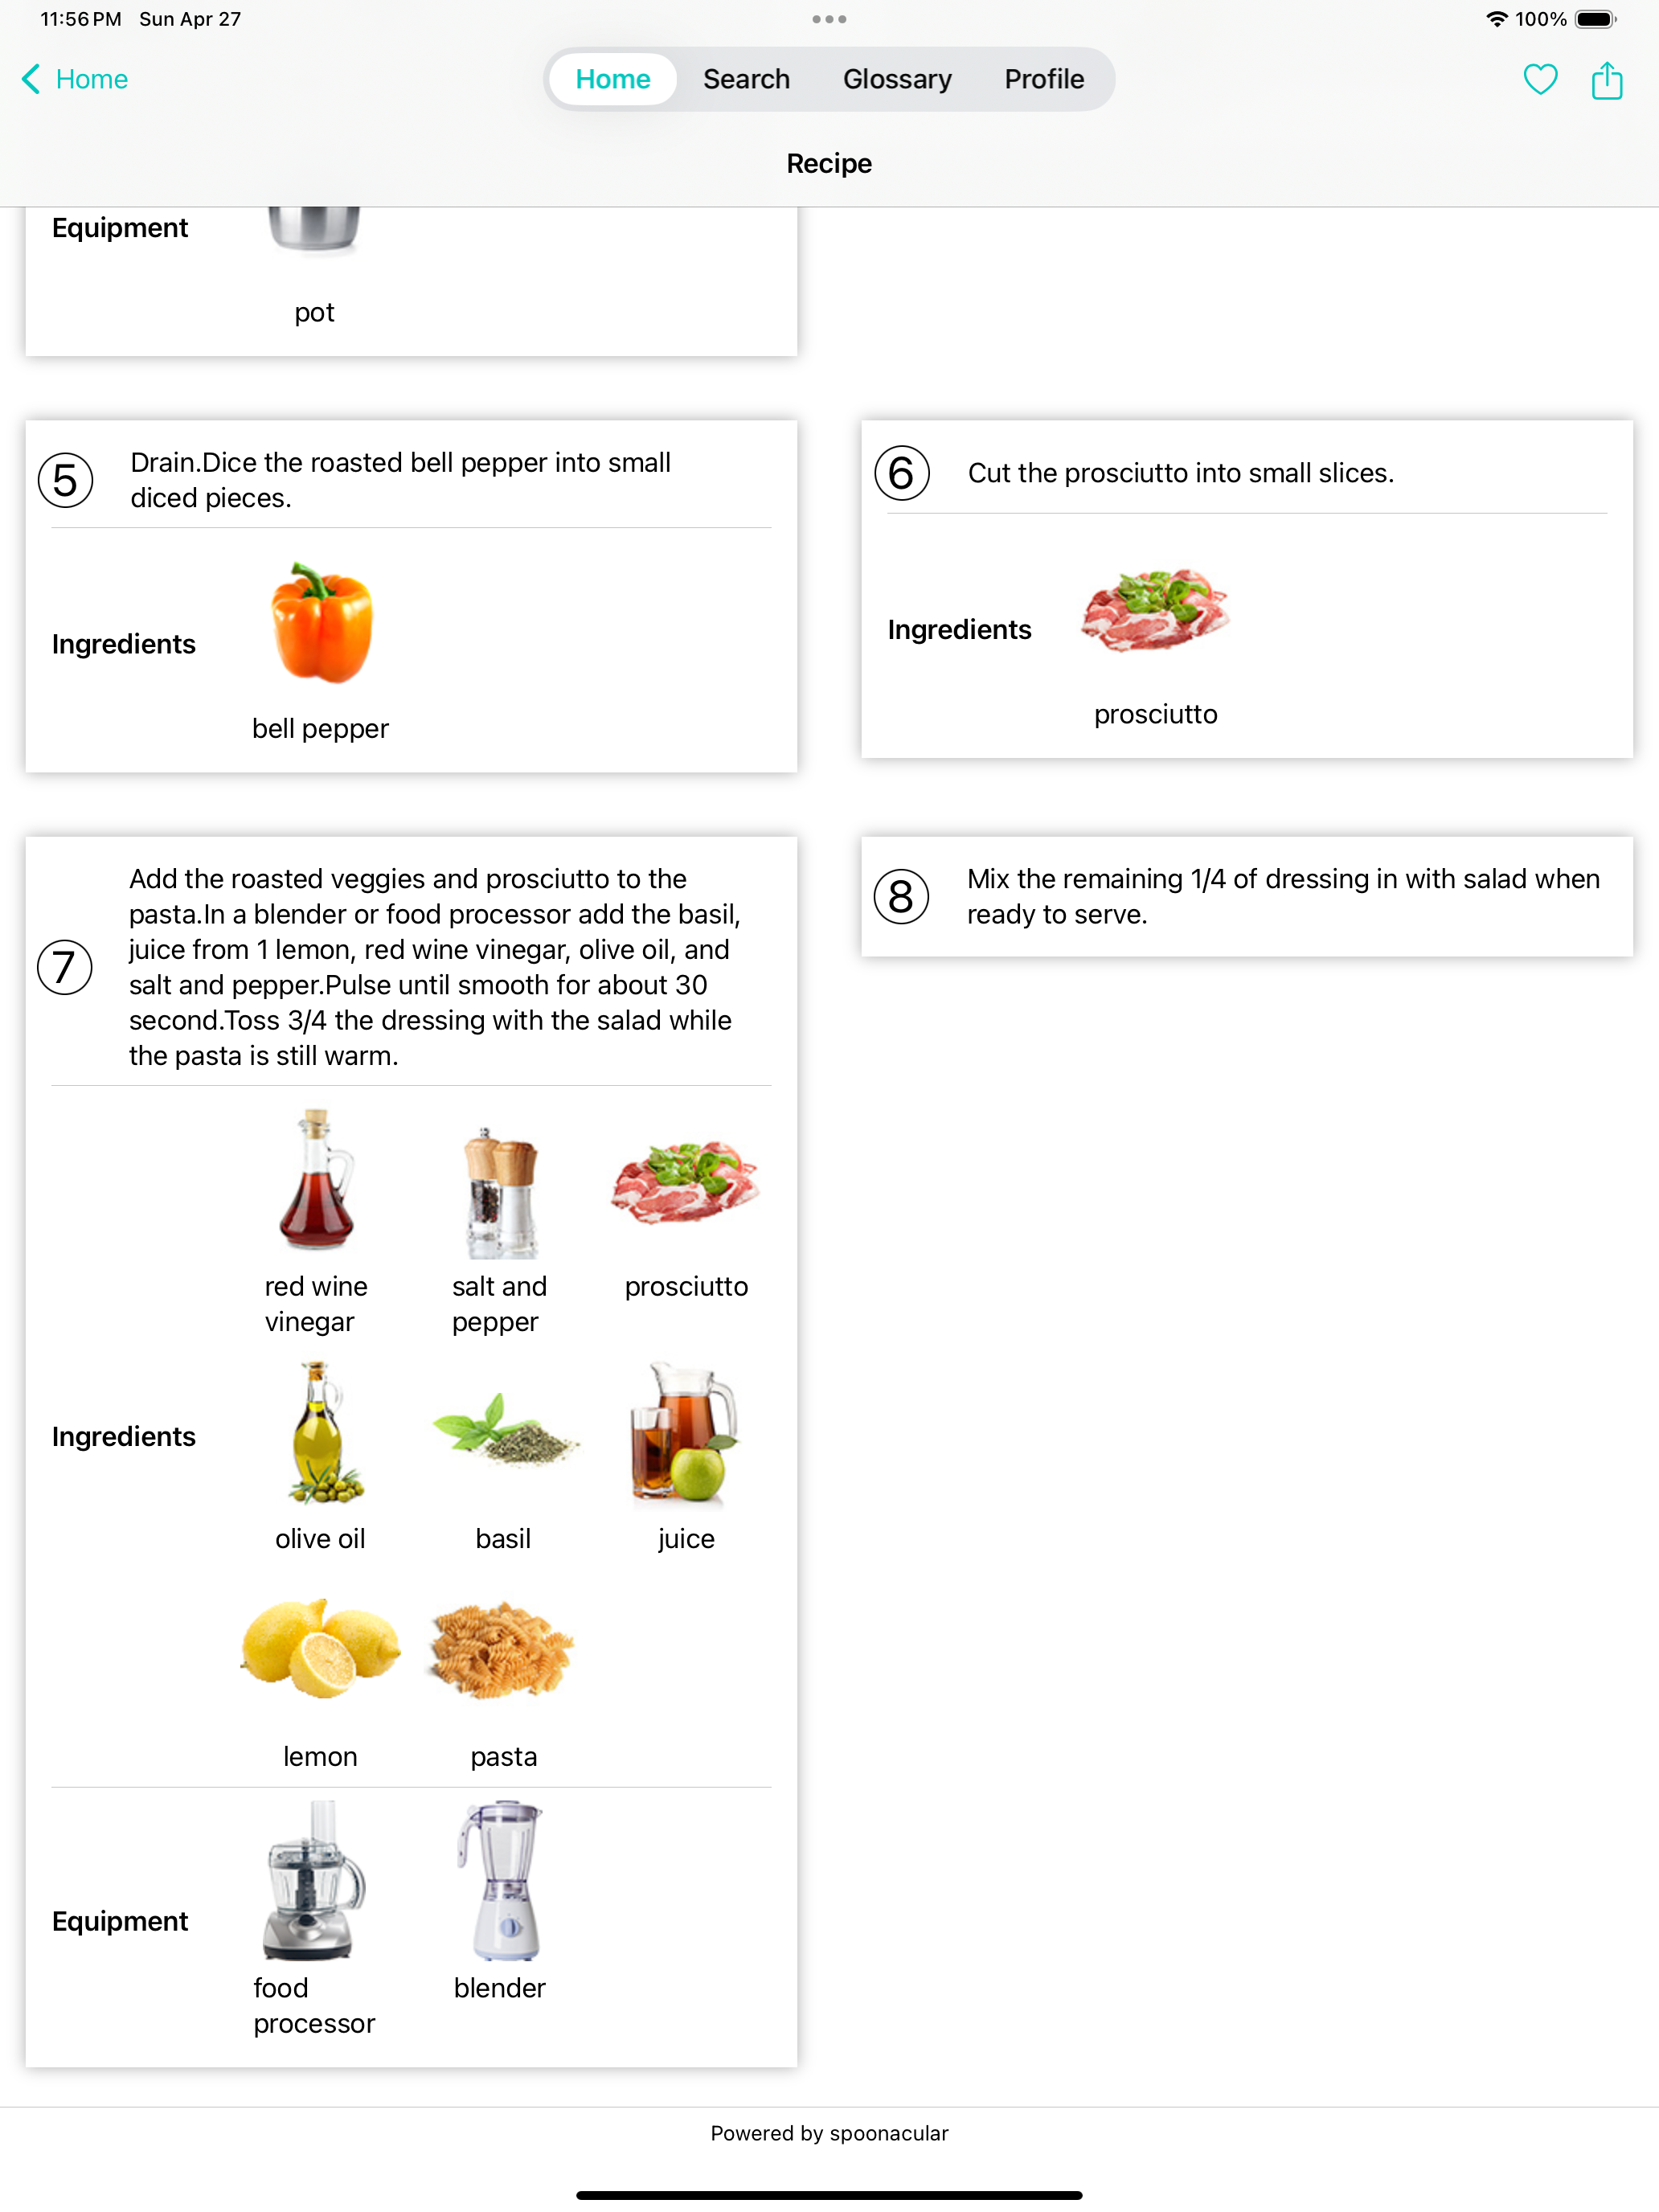 11:56 PM Sun Apr 27
100%
Home
Home Search Glossary Profile
Recipe
Equipment
pot
5
Drain.Dice the roasted bell pepper into small
diced pieces.
Ingredients
bell pepper
6
Cut the prosciutto into small slices.
Ingredients
prosciutto
7
Add the roasted veggies and prosciutto to the
pasta.In a blender or food processor add the basil,
juice from 1 lemon, red wine vinegar, olive oil, and
salt and pepper.Pulse until smooth for about 30
second.Toss 3/4 the dressing with the salad while
the pasta is still warm.
Ingredients
red wine
vinegar
salt and
pepper
prosciutto
olive oil
basil
juice
lemon
pasta
Equipment
food
processor
blender
8
Mix the remaining 1/4 of dressing in with salad when
ready to serve.
Powered by spoonacular